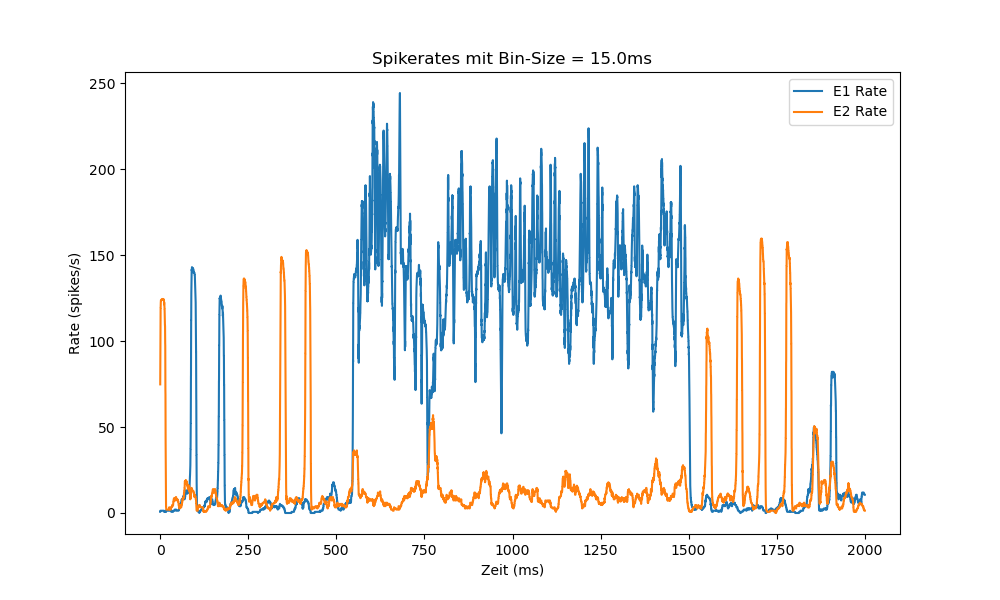 Spikerates mit Bin-Size = 15.0ms
E1 Rate
E2 Rate
250
200
150
100
50
0
Rate (spikes/s)
0 250 500 750 1000 1250 1500 1750 2000
Zeit (ms)